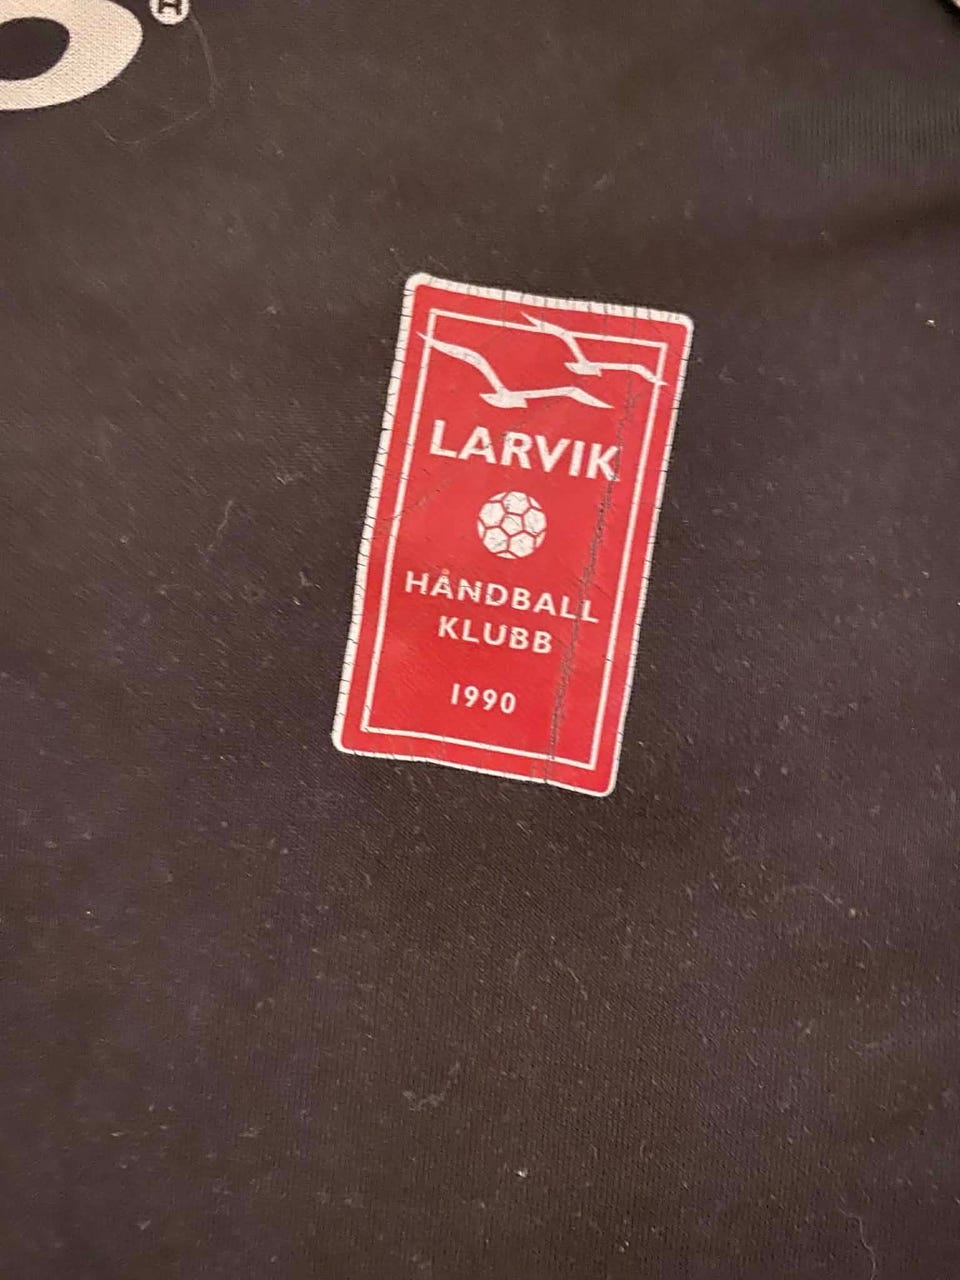 LARVIK
HÅNDBALL
KLUBB
1990